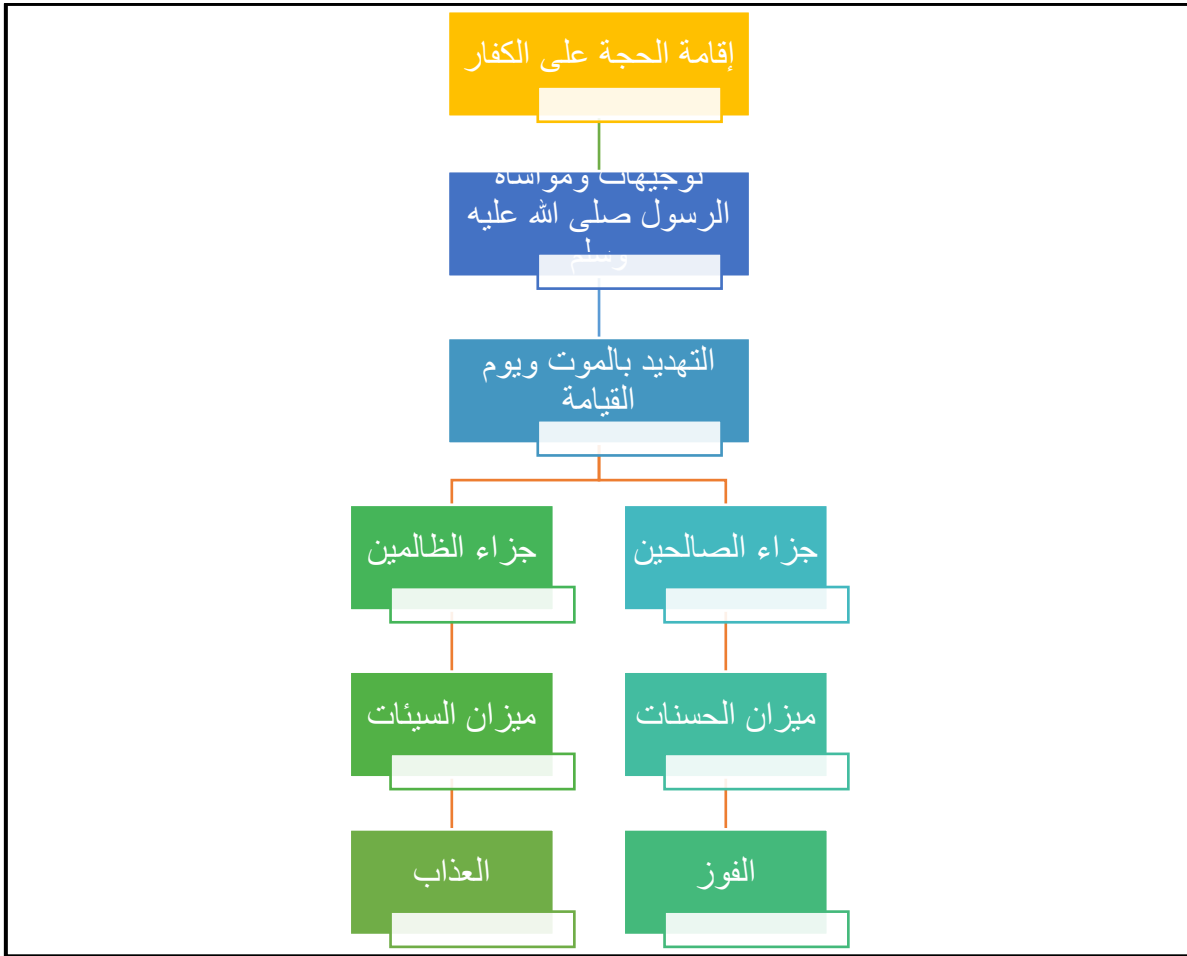 إقامة الحجة على الكفار
توجيهات ومواساة
الرسول صلى الله عليه
وسلم
التهديد بالموت ويوم
القيامة
جزاء الصالحين
جزاء الظالمين
ميزان الحسنات
ميزان السيئات
الفوز
العذاب